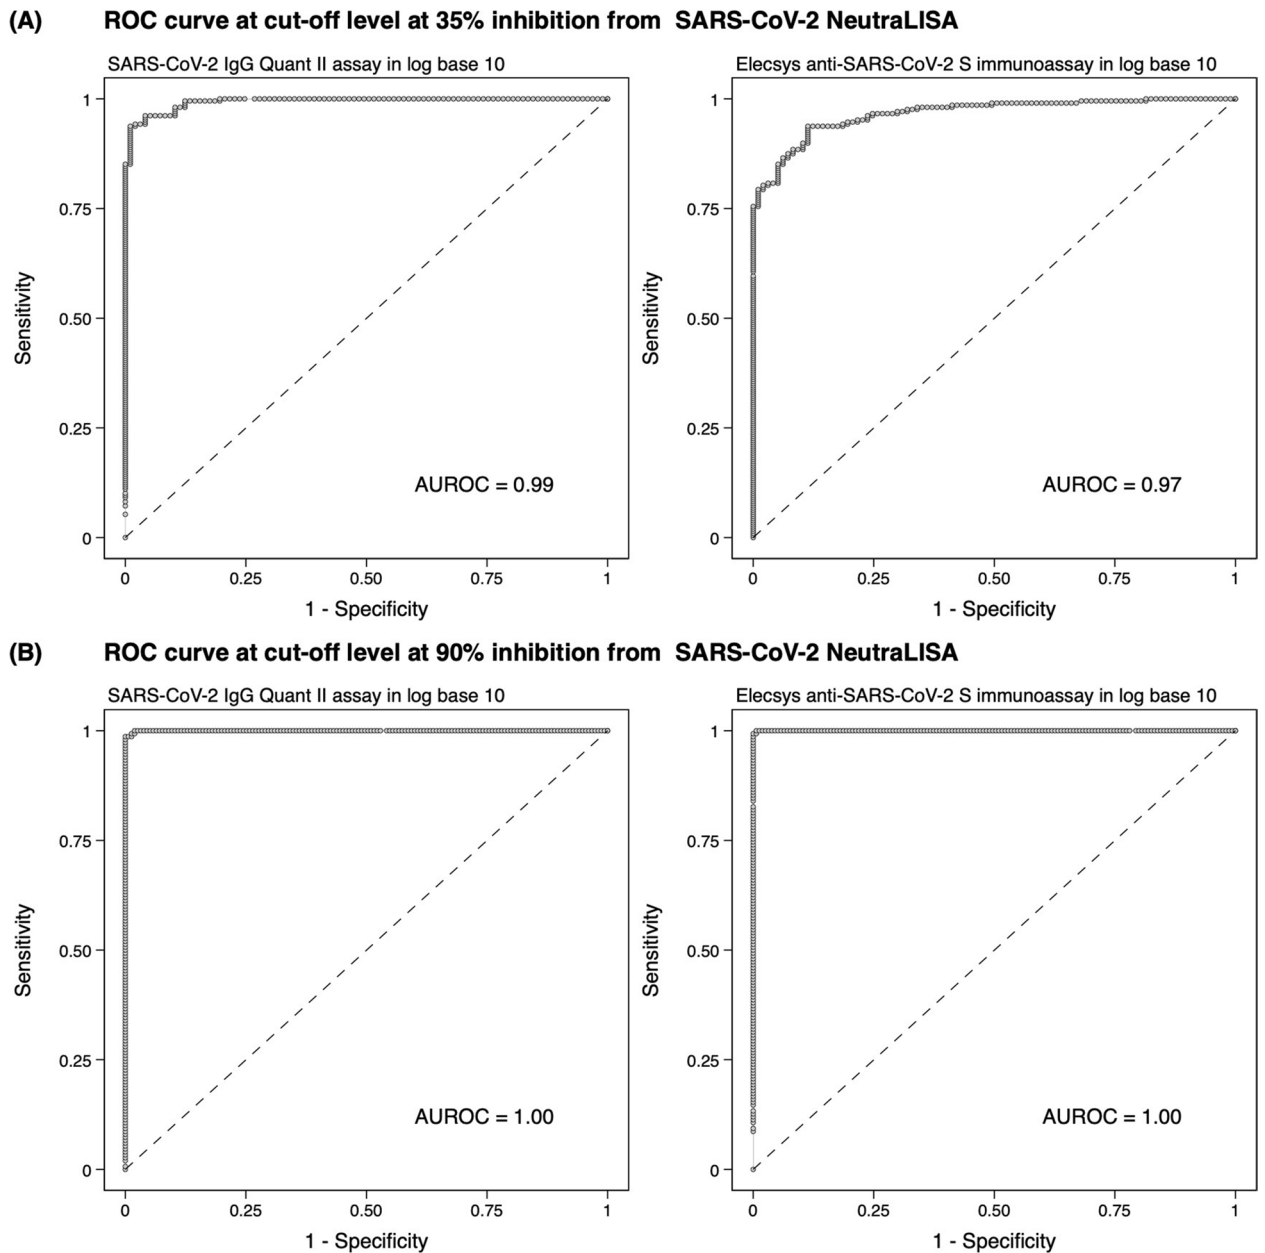 (A) ROC curve at cut-off level at 35% inhibition from SARS-CoV-2 NeutraLISA
SARS-CoV-2 IgG Quant II assay in log base 10
1
0.75
0.50
0.25
0
Sensitivity
AUROC = 0.99
0 0.25 0.50 0.75 1
1 - Specificity
Elecsys anti-SARS-CoV-2 S immunoassay in log base 10
1
0.75
0.50
0.25
0
Sensitivity
AUROC = 0.97
0 0.25 0.50 0.75 1
1 - Specificity
(B) ROC curve at cut-off level at 90% inhibition from SARS-CoV-2 NeutraLISA
SARS-CoV-2 IgG Quant II assay in log base 10
1
0.75
0.50
0.25
0
Sensitivity
AUROC = 1.00
0 0.25 0.50 0.75 1
1 - Specificity
Elecsys anti-SARS-CoV-2 S immunoassay in log base 10
1
0.75
0.50
0.25
0
Sensitivity
AUROC = 1.00
0 0.25 0.50 0.75 1
1 - Specificity